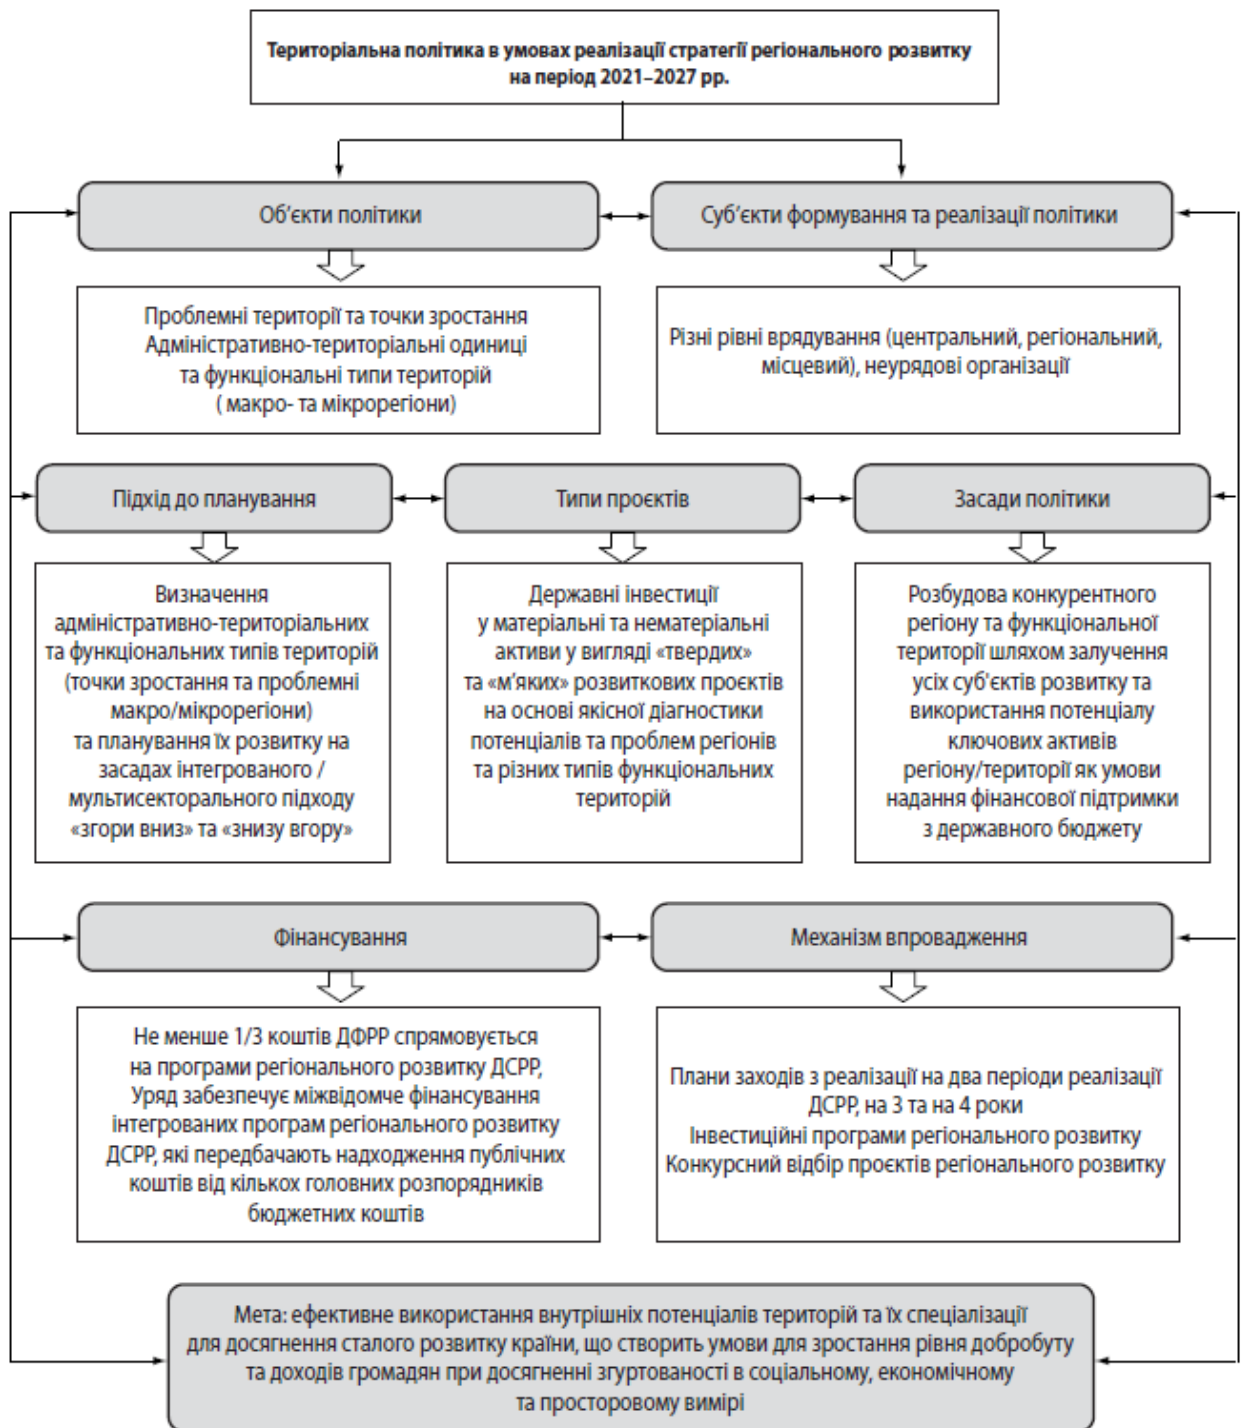 Територіальна політика в умовах реалізації стратегії регіонального розвитку
на період 2021–2027 рр.
Об'єкти політики
Суб'єкти формування та реалізації політики
Проблемні території та точки зростання
Адміністративно-територіальні одиниці
та функціональні типи територій
( макро- та мікрорегіони)
Різні рівні врядування (центральний, регіональний,
місцевий), неурядові організації
Підхід до планування
Типи проєктів
Засади політики
Визначення
адміністративно-територіальних
та функціональних типів територій
(точки зростання та проблемні
макро/мікрорегіони)
та планування їх розвитку на
засадах інтегрованого /
мультисекторального підходу
«згори вниз» та «знизу вгору»
Державні інвестиції
у матеріальні та нематеріальні
активи у вигляді «твердих»
та «м'яких» розвиткових проєктів
на основі якісної діагностики
потенціалів та проблем регіонів
та різних типів функціональних
територій
Розбудова конкурентного
регіону та функціональної
території шляхом залучення
усіх суб'єктів розвитку та
використання потенціалу
ключових активів
регіону/території як умови
надання фінансової підтримки
з державного бюджету
Фінансування
Механізм впровадження
Не менше 1/3 коштів ДФРР спрямовується
на програми регіонального розвитку ДСРР,
Уряд забезпечує міжвідомче фінансування
інтегрованих програм регіонального розвитку
ДСРР, які передбачають надходження публічних
коштів від кількох головних розпорядників
бюджетних коштів
Плани заходів з реалізації на два періоди реалізації
ДСРР, на 3 та на 4 роки
Інвестиційні програми регіонального розвитку
Конкурсний відбір проєктів регіонального розвитку
Мета: ефективне використання внутрішніх потенціалів територій та їх спеціалізації
для досягнення сталого розвитку країни, що створить умови для зростання рівня добробуту
та доходів громадян при досягненні згуртованості в соціальному, економічному
та просторовому вимірі